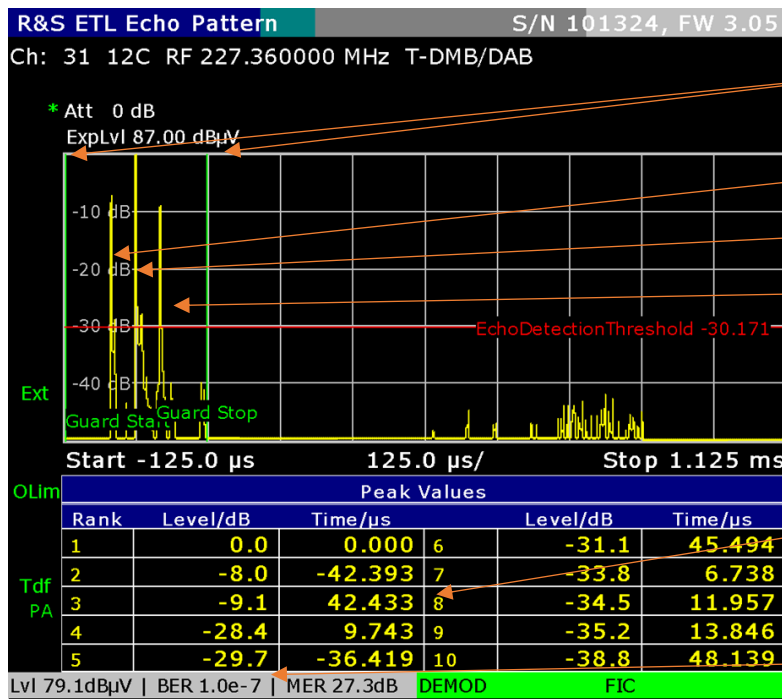 R&S ETL Echo Pattern S/N 101324, FW 3.05
Ch: 31 12C RF 227.360000 MHz T-DMB/DAB
* Att 0 dB
ExpLvl 87.00 dBµV
-10 dB
-20 dB
-30 dB
EchoDetectionThreshold -30.171
-40 dB
Ext
Guard Start
Guard Stop
Start -125.0 µs 125.0 µs/ Stop 1.125 ms
OLim
Peak Values
Rank Level/dB Time/µs Level/dB Time/µs
1 0.0 0.000 6 -31.1 45.494
2 -8.0 -42.393 7 -33.8 6.738
Tdf
PA
3 -9.1 42.433 8 -34.5 11.957
4 -28.4 9.743 9 -35.2 13.846
5 -29.7 -36.419 10 -38.8 48.139
Lvl 79.1dBµV | BER 1.0e-7 | MER 27.3dB DEMOD FIC